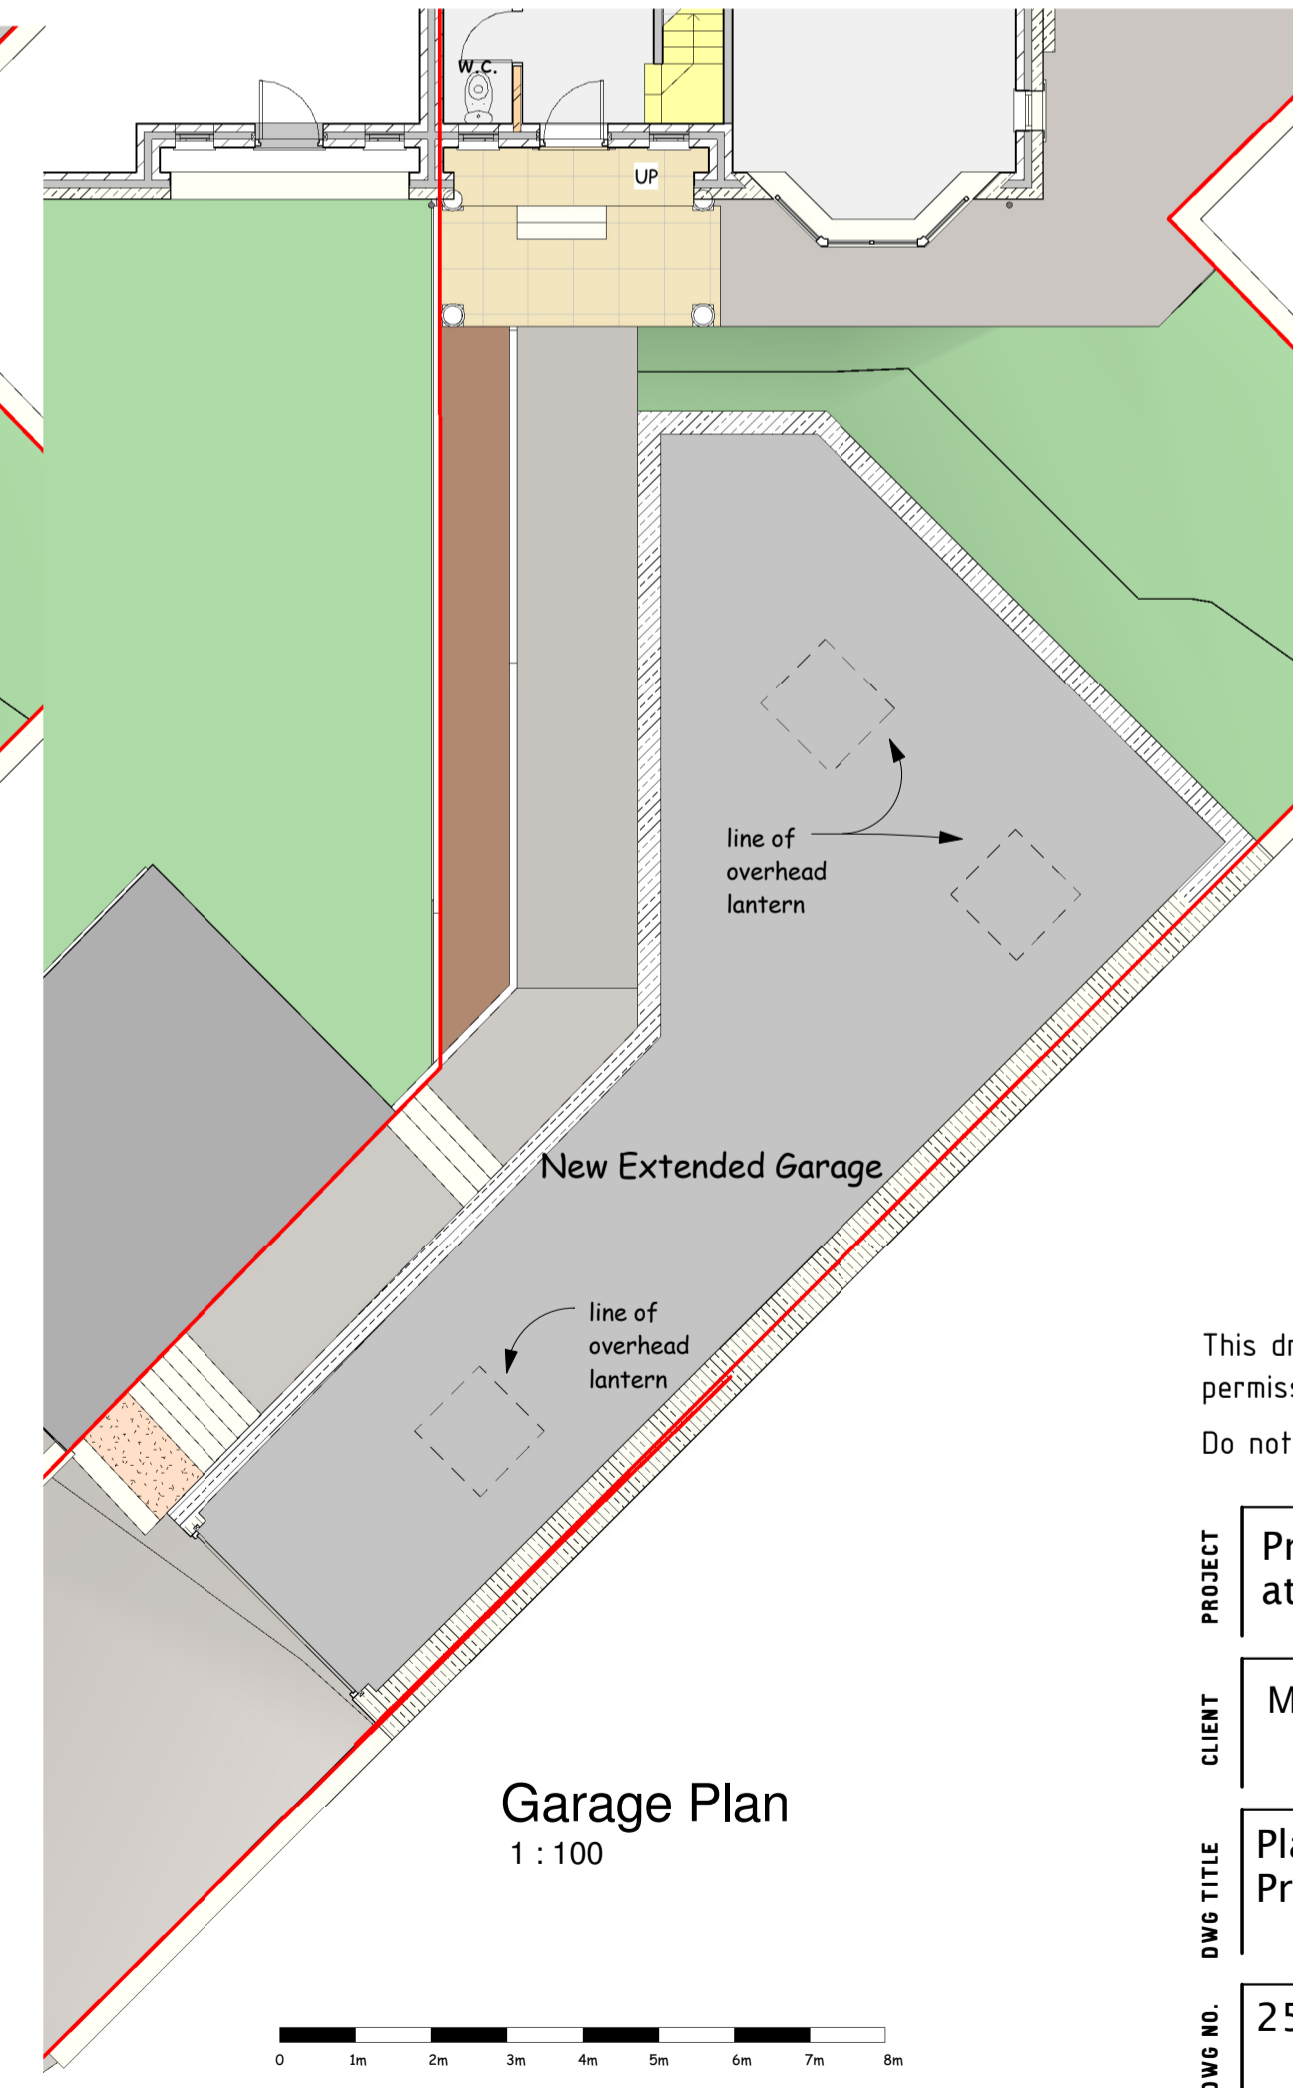 W.C.
UP
line of
overhead
lantern
New Extended Garage
line of
overhead
lantern
This
permis
Do not
PROJECT
Pr
at
CLIENT
M
DWG TITLE
Pla
Pr
DWG NO.
25
Garage Plan
1 : 100
0 1m 2m 3m 4m 5m 6m 7m 8m